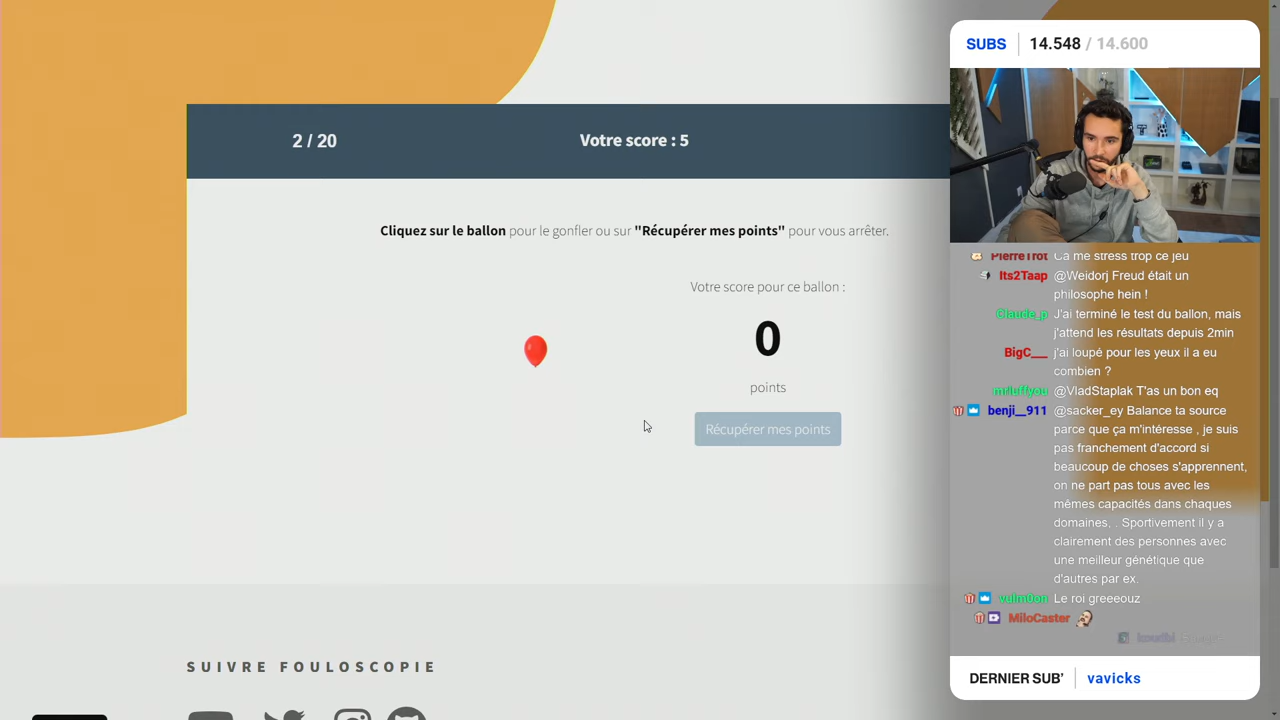 SUBS
14.548 / 14.600
2 / 20
Votre score : 5
Cliquez sur le ballon pour le gonfler ou sur "Récupérer mes points" pour vous arrêter.
Votre score pour ce ballon :
0
points
Récupérer mes points
PierreTrot Ca me stress trop ce jeu
Its2Taap @Weidorj Freud était un
philosophe hein !
Claude_p J'ai terminé le test du ballon, mais
j'attend les résultats depuis 2min
BigC___ j'ai loupé pour les yeux il a eu
combien ?
mrluffyou @VladStaplak T'as un bon eq
benji__911 @sacker_ey Balance ta source
parce que ça m'intéresse , je suis
pas franchement d'accord si
beaucoup de choses s'apprennent,
on ne part pas tous avec les
mêmes capacités dans chaques
domaines, . Sportivement il y a
clairement des personnes avec
une meilleur génétique que
d'autres par ex.
vulm0on Le roi greeeouz
MiloCaster
SUIVRE FOULOSCOPIE
DERNIER SUB' vavicks